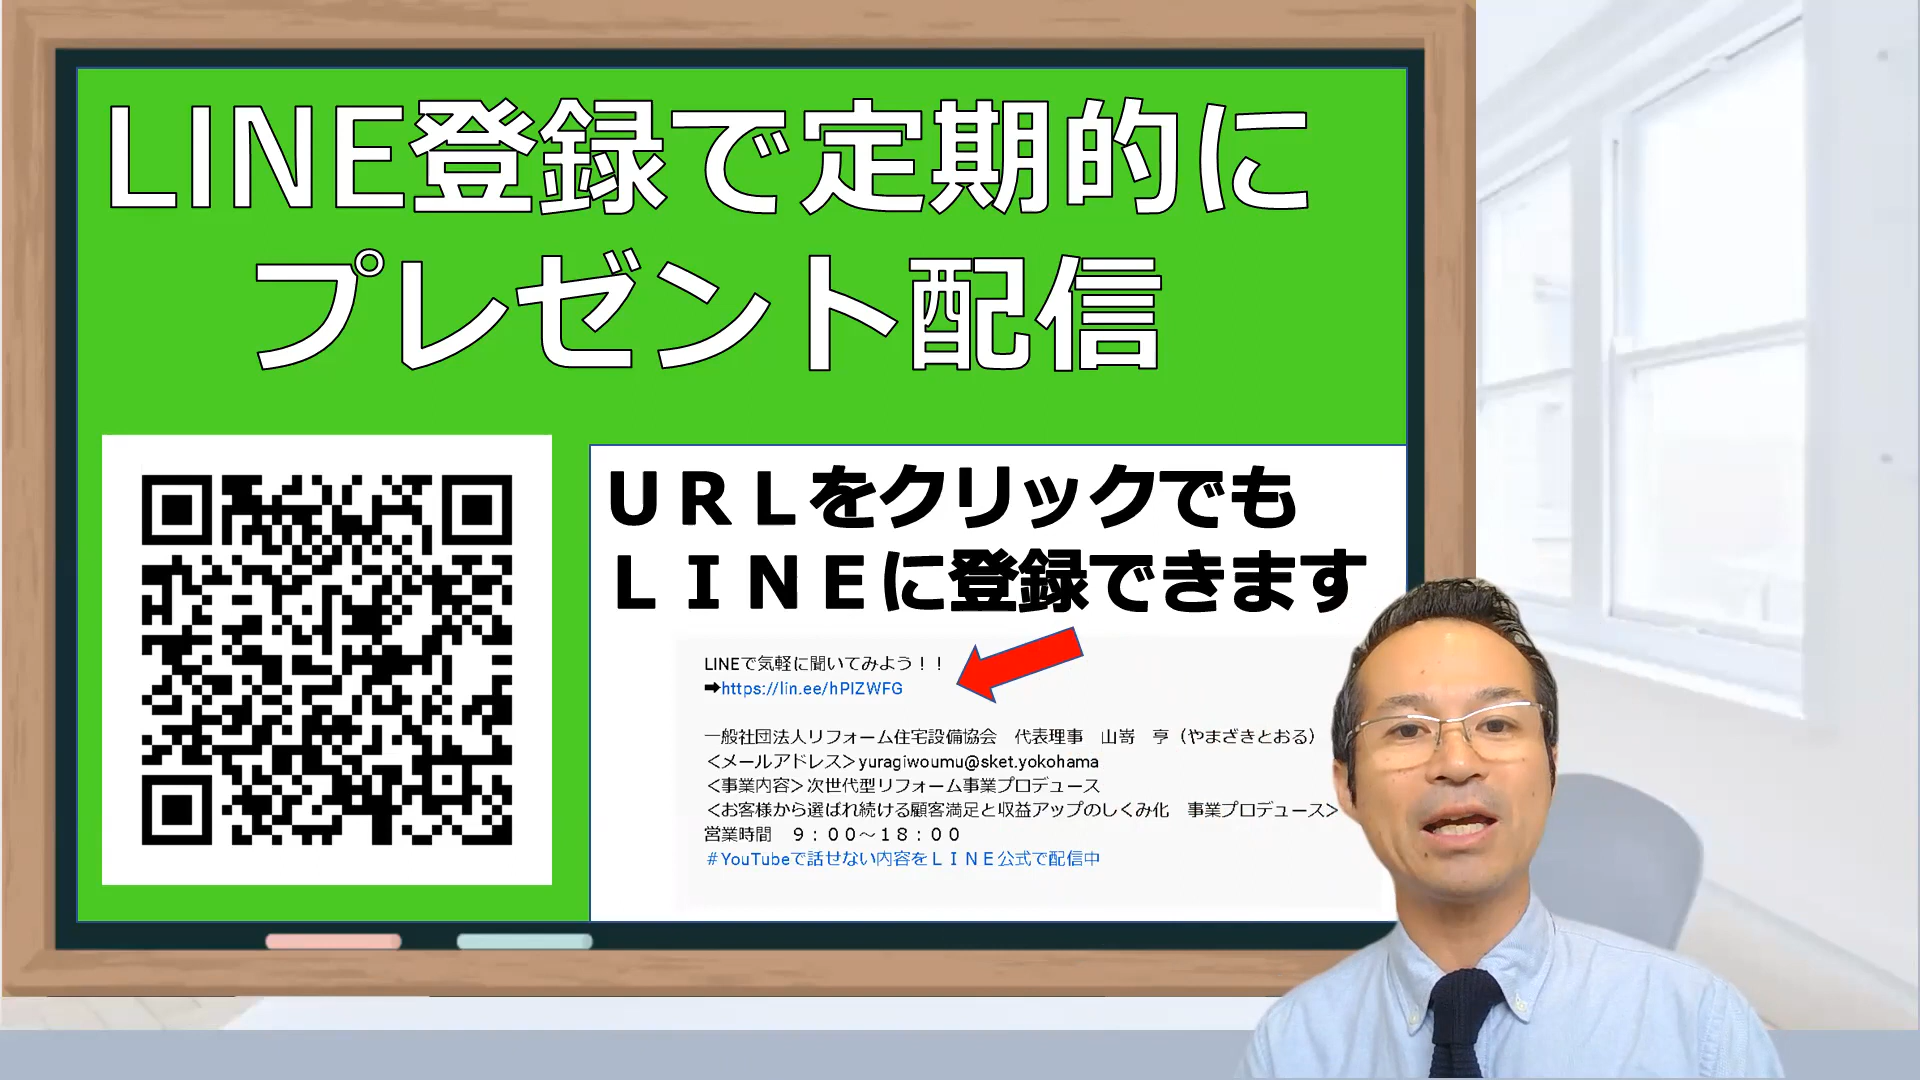 LINE登録で定期的に
プレゼント配信
ＵＲＬをクリックでも
ＬＩＮＥに登録できます
LINEで気軽に聞いてみよう！！
➡https://lin.ee/hPIZWFG
一般社団法人リフォーム住宅設備協会　代表理事　山嵜　亨（やまざきとおる）
＜メールアドレス＞yuragiwoumu@sket.yokohama
＜事業内容＞次世代型リフォーム事業プロデュース
＜お客様から選ばれ続ける顧客満足と収益アップのしくみ化　事業プロデュース＞
営業時間　９：００～１８：００
＃YouTubeで話せない内容をＬＩＮＥ公式で配信中